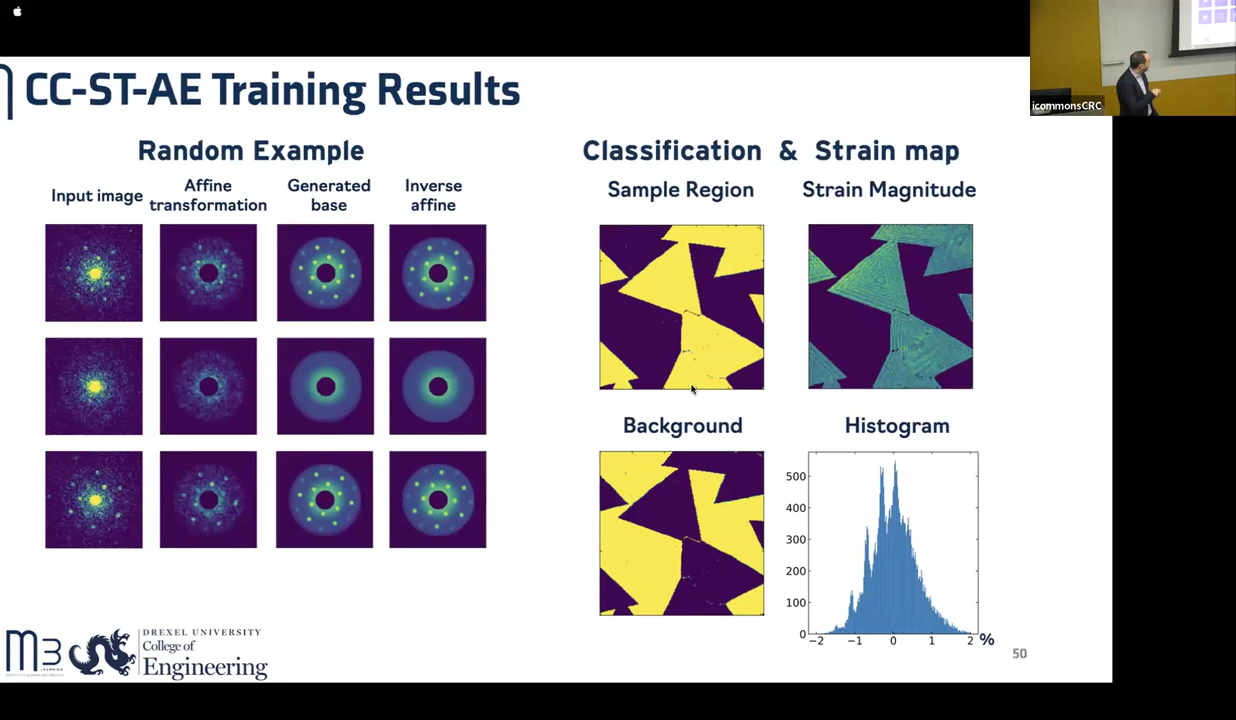 icommonsCRC
CC-ST-AE Training Results
Random Example
Input image
Affine
transformation
Generated
base
Inverse
affine
Classification & Strain map
Sample Region
Strain Magnitude
Background
Histogram
500
400
300
200
100
0
−2
−1
0
1
2
%
M3
DREXEL UNIVERSITY
College of
Engineering
50